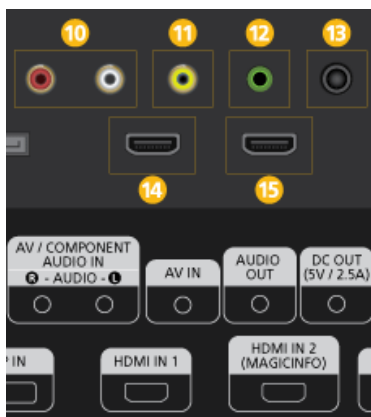 10 11 12 13
14 15
AV / COMPONENT
AUDIO IN
R - AUDIO - L
AV IN
AUDIO
OUT
DC OUT
(5V / 2.5A)
P IN
HDMI IN 1
HDMI IN 2
(MAGICINFO)